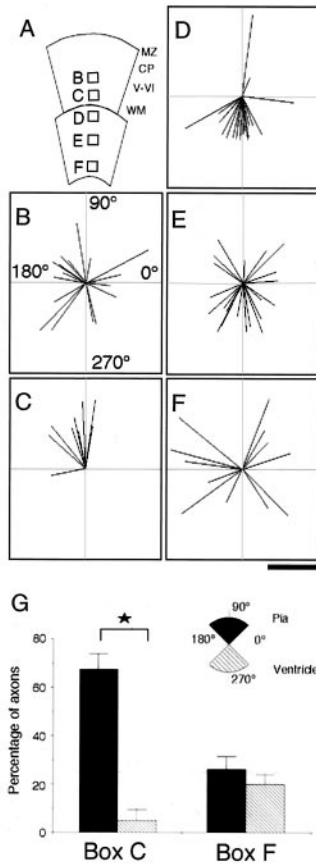 A
MZ
CP
B
V-VI
C
D
WM
E
F
D
B
90°
180°
0°
270°
E
C
F
G
90°
Pia
180°
0°
Ventricle
270°
Percentage of axons
80
60
40
20
0
★
Box C
Box F